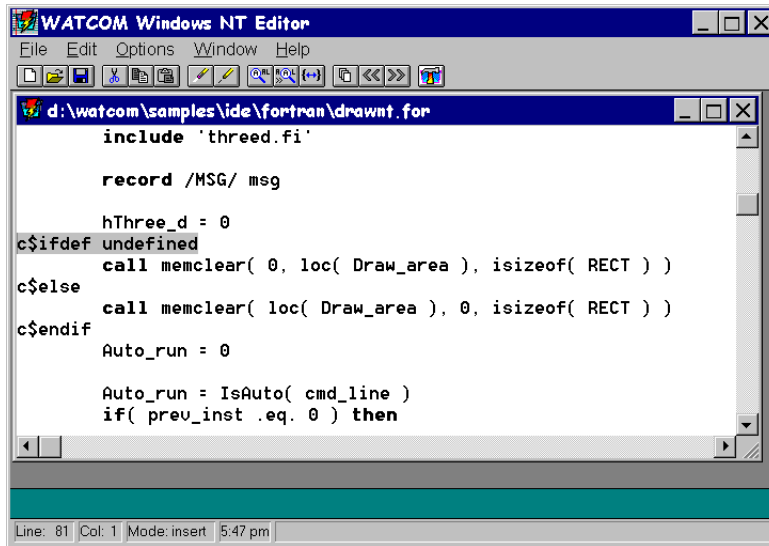 WATCOM Windows NT Editor
File Edit Options Window Help
d:\watcom\samples\ide\fortran\drawnt.for
include 'threed.fi'
record /MSG/ msg
hThree_d = 0
c$ifdef undefined
call memclear( 0, loc( Draw_area ), isizeof( RECT ) )
c$else
call memclear( loc( Draw_area ), 0, isizeof( RECT ) )
c$endif
Auto_run = 0
Auto_run = IsAuto( cmd_line )
if( prev_inst .eq. 0 ) then
Line: 81 Col: 1 Mode: insert 5:47 pm